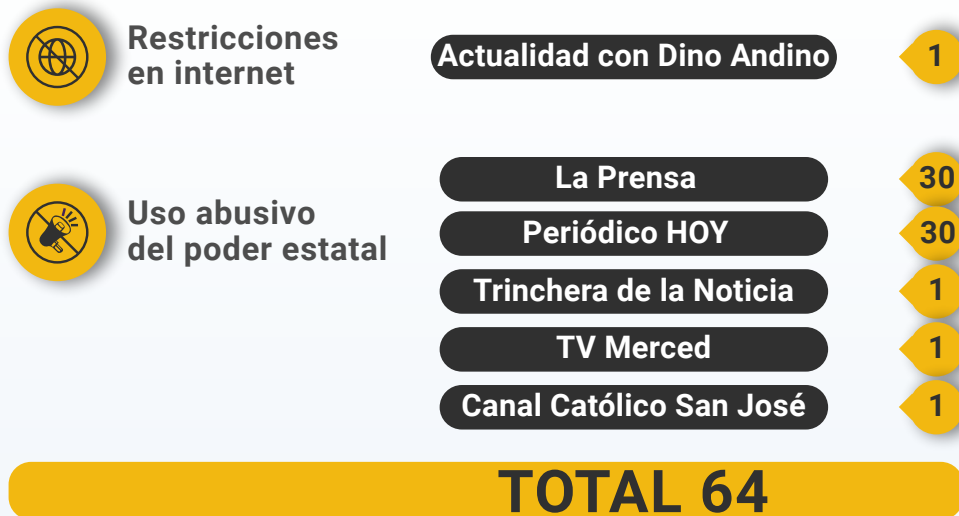 Restricciones
en internet
Actualidad con Dino Andino
1
Uso abusivo
del poder estatal
La Prensa
30
Periódico HOY
30
Trinchera de la Noticia
1
TV Merced
1
Canal Católico San José
1
TOTAL 64